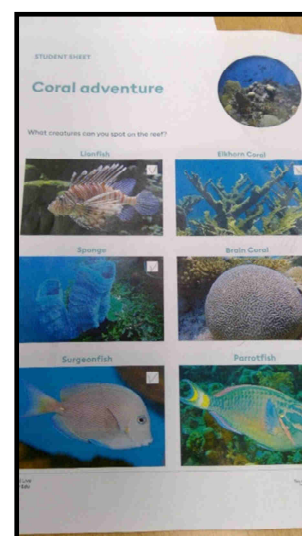 STUDENT SHEET
Coral adventure
What creatures can you spot on the reef?
Lionfish
Elkhorn Coral
Sponge
Brain Coral
Surgeonfish
Parrotfish